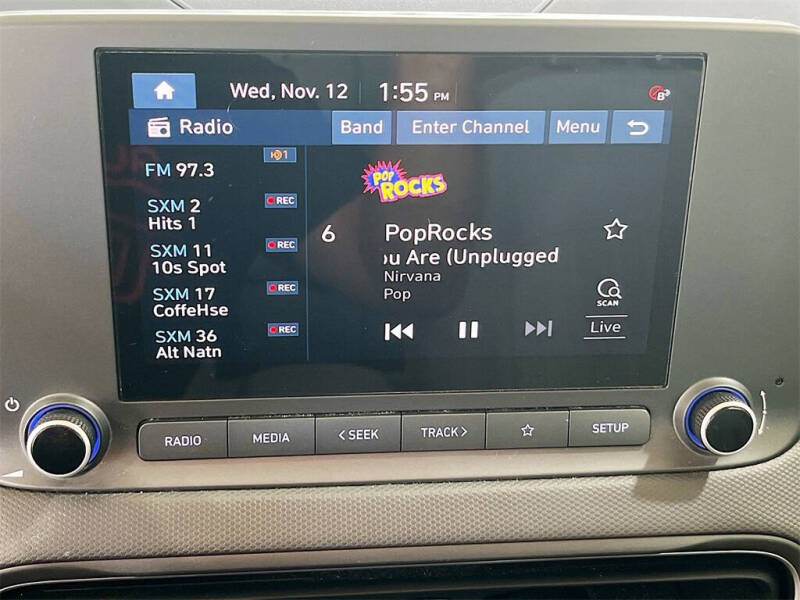 Wed, Nov. 12 1:55 PM
B
Radio Band Enter Channel Menu
FM 97.3
1
SXM 2
Hits 1
REC
SXM 11
10s Spot
REC
SXM 17
CoffeHse
REC
SXM 36
Alt Natn
REC
POP
ROCKS
6 PopRocks
ou Are (Unplugged
Nirvana
Pop
SCAN
Live
RADIO MEDIA < SEEK TRACK > SETUP